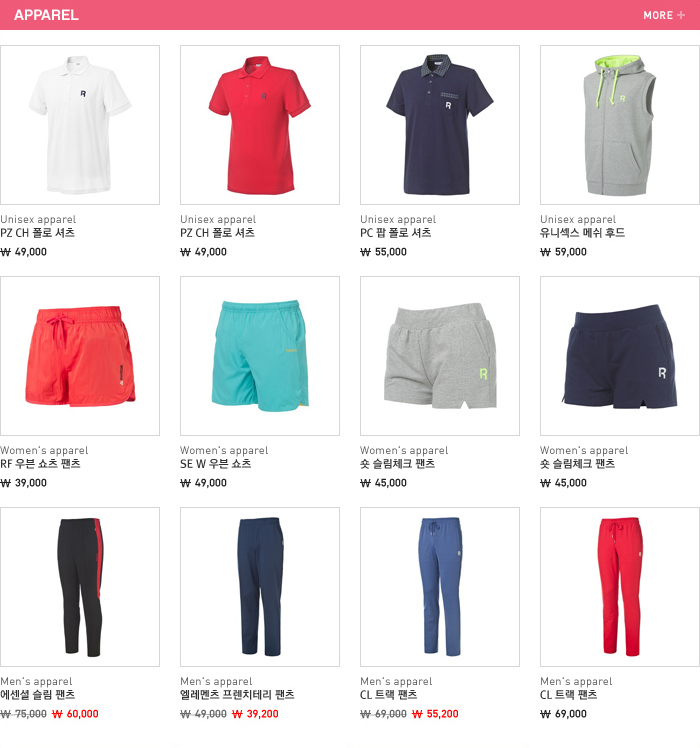 APPAREL
MORE +
Unisex apparel
PZ CH 폴로 셔츠
₩ 49,000
Unisex apparel
PZ CH 폴로 셔츠
₩ 49,000
Unisex apparel
PC 팝 폴로 셔츠
₩ 55,000
Unisex apparel
유니섹스 메쉬 후드
₩ 59,000
Women's apparel
RF 우븐 쇼츠 팬츠
₩ 39,000
Women's apparel
SE W 우븐 쇼츠
₩ 49,000
Women's apparel
숏 슬림체크 팬츠
₩ 45,000
Women's apparel
숏 슬림체크 팬츠
₩ 45,000
Men's apparel
에센셜 슬림 팬츠
₩ 75,000 ₩ 60,000
Men's apparel
엘레멘츠 프렌치테리 팬츠
₩ 49,000 ₩ 39,200
Men's apparel
CL 트랙 팬츠
₩ 69,000 ₩ 55,200
Men's apparel
CL 트랙 팬츠
₩ 69,000